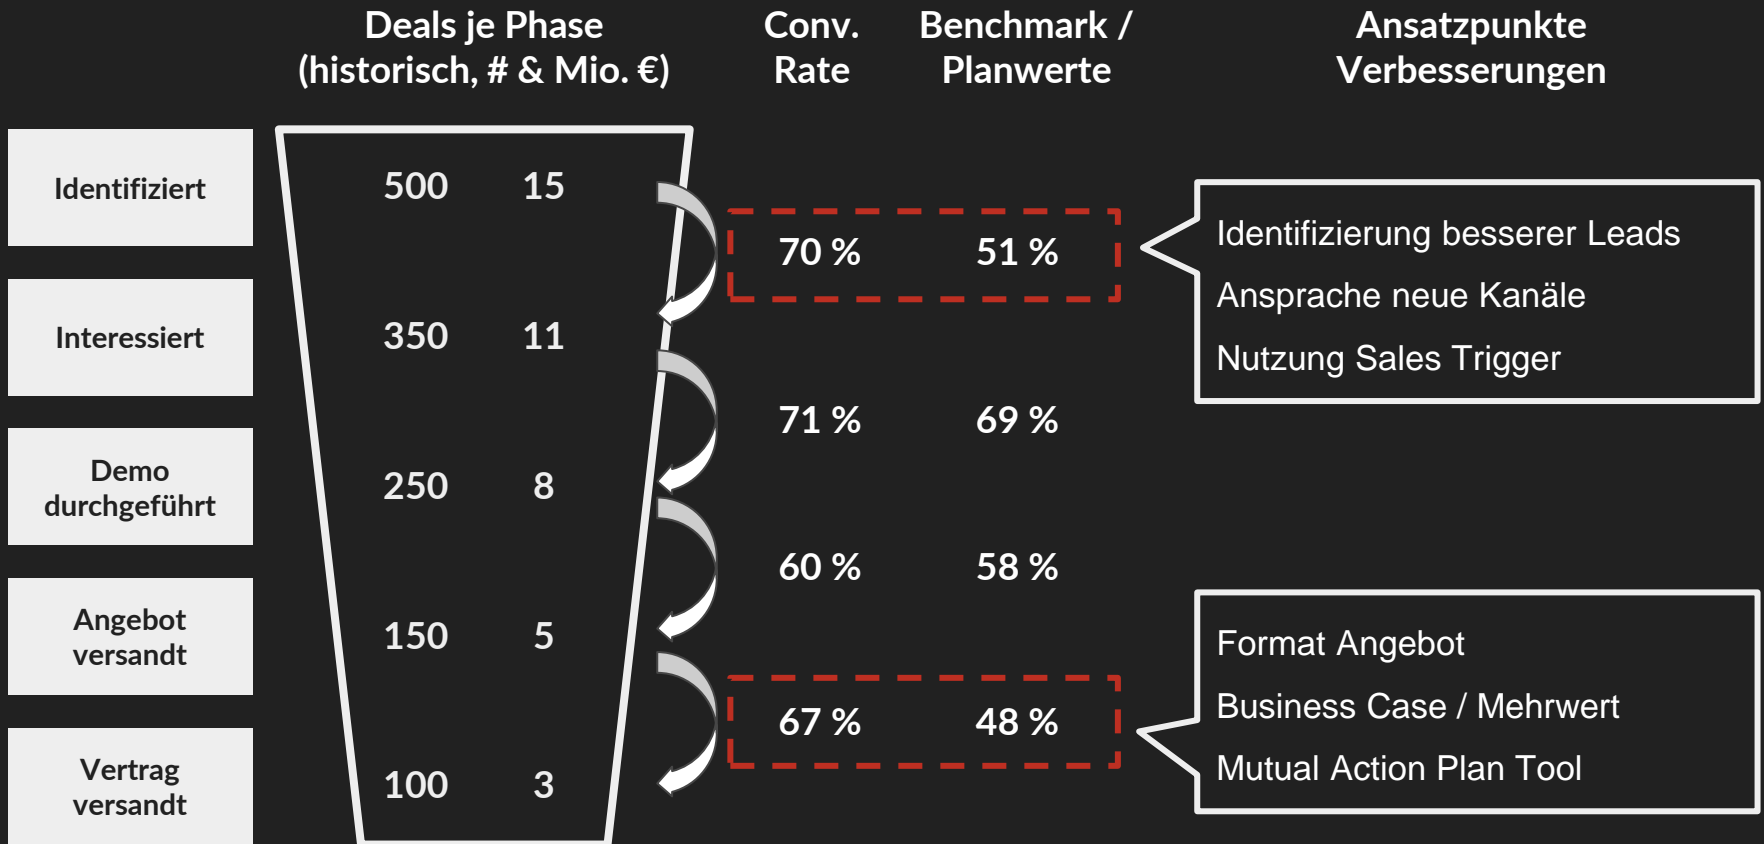 Deals je Phase
(historisch, # & Mio. €)
Conv.
Rate
Benchmark /
Planwerte
Ansatzpunkte
Verbesserungen
Identifiziert
500 15
70 % 51 %
Identifizierung besserer Leads
Ansprache neue Kanäle
Nutzung Sales Trigger
Interessiert
350 11
71 % 69 %
Demo
durchgeführt
250 8
60 % 58 %
Angebot
versandt
150 5
67 % 48 %
Format Angebot
Business Case / Mehrwert
Mutual Action Plan Tool
Vertrag
versandt
100 3